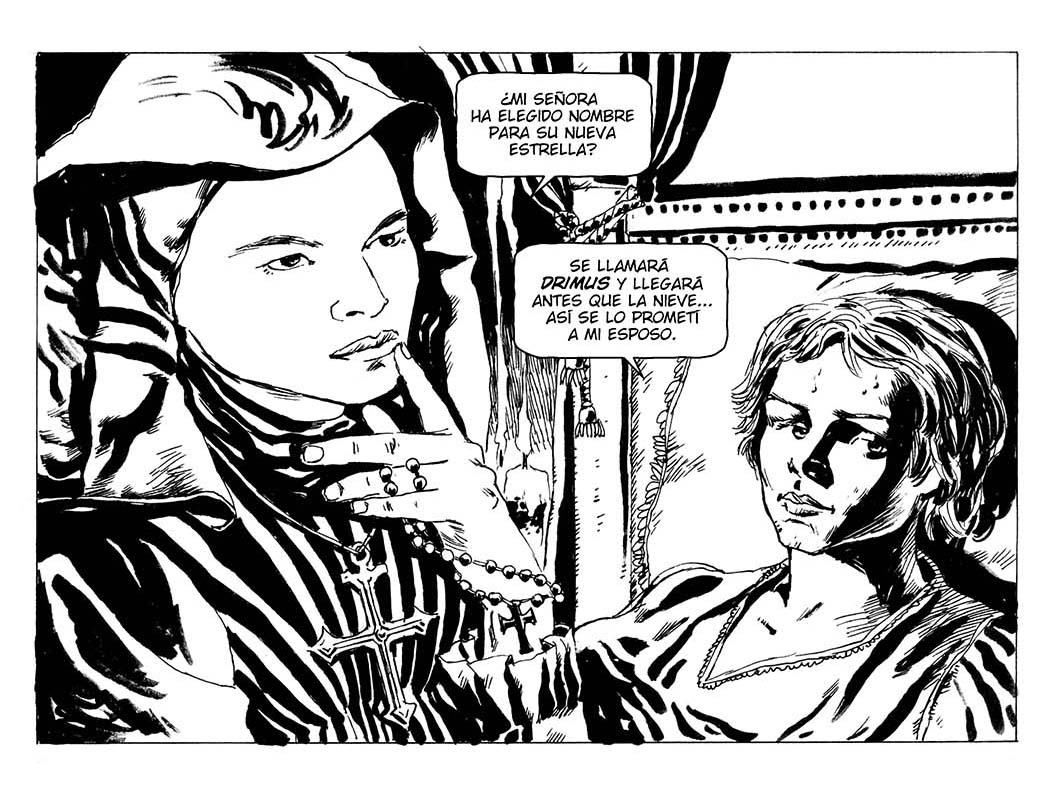 ¿MI SEÑORA
HA ELEGIDO NOMBRE
PARA SU NUEVA
ESTRELLA?
SE LLAMARÁ
DRIMUS Y LLEGARÁ
ANTES QUE LA NIEVE...
ASÍ SE LO PROMETÍ
A MI ESPOSO.